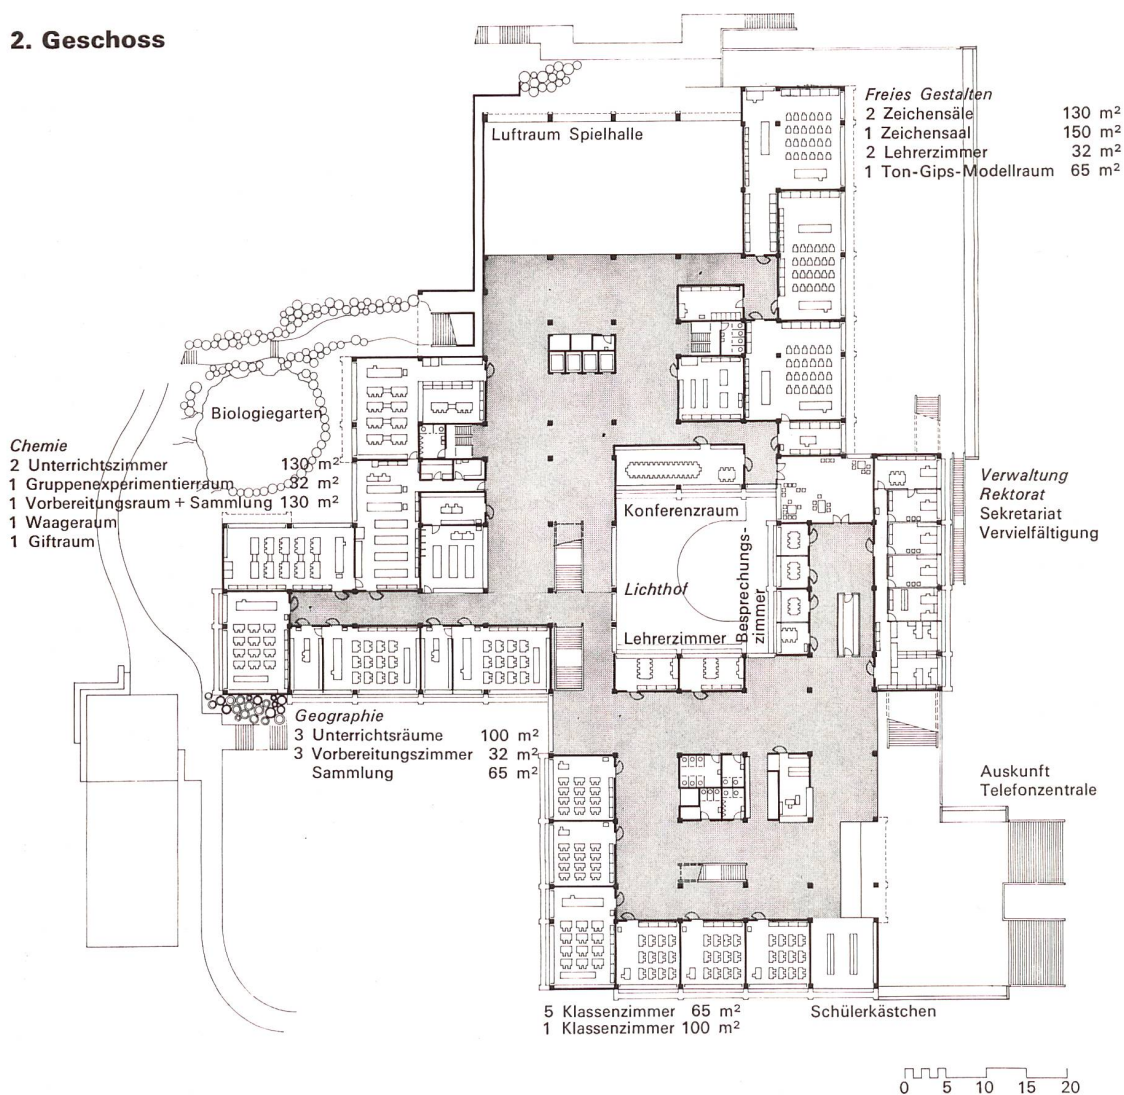 2. Geschoss
Freies Gestalten
2 Zeichensäle 130 m²
1 Zeichensaal 150 m²
2 Lehrerzimmer 32 m²
1 Ton-Gips-Modellraum 65 m²
Luftraum Spielhalle
Biologiegarten
Chemie
2 Unterrichtszimmer 130 m²
1 Gruppenexperimentierraum 32 m²
1 Vorbereitungsraum + Sammlung 130 m²
1 Waageraum
1 Giftraum
Konferenzraum
Lichthof
Besprechungs-
zimmer
Lehrerzimmer
Verwaltung
Rektorat
Sekretariat
Vervielfältigung
Geographie
3 Unterrichtsräume 100 m²
3 Vorbereitungszimmer 32 m²
Sammlung 65 m²
Auskunft
Telefonzentrale
5 Klassenzimmer 65 m²
1 Klassenzimmer 100 m²
Schülerkästchen
0 5 10 15 20